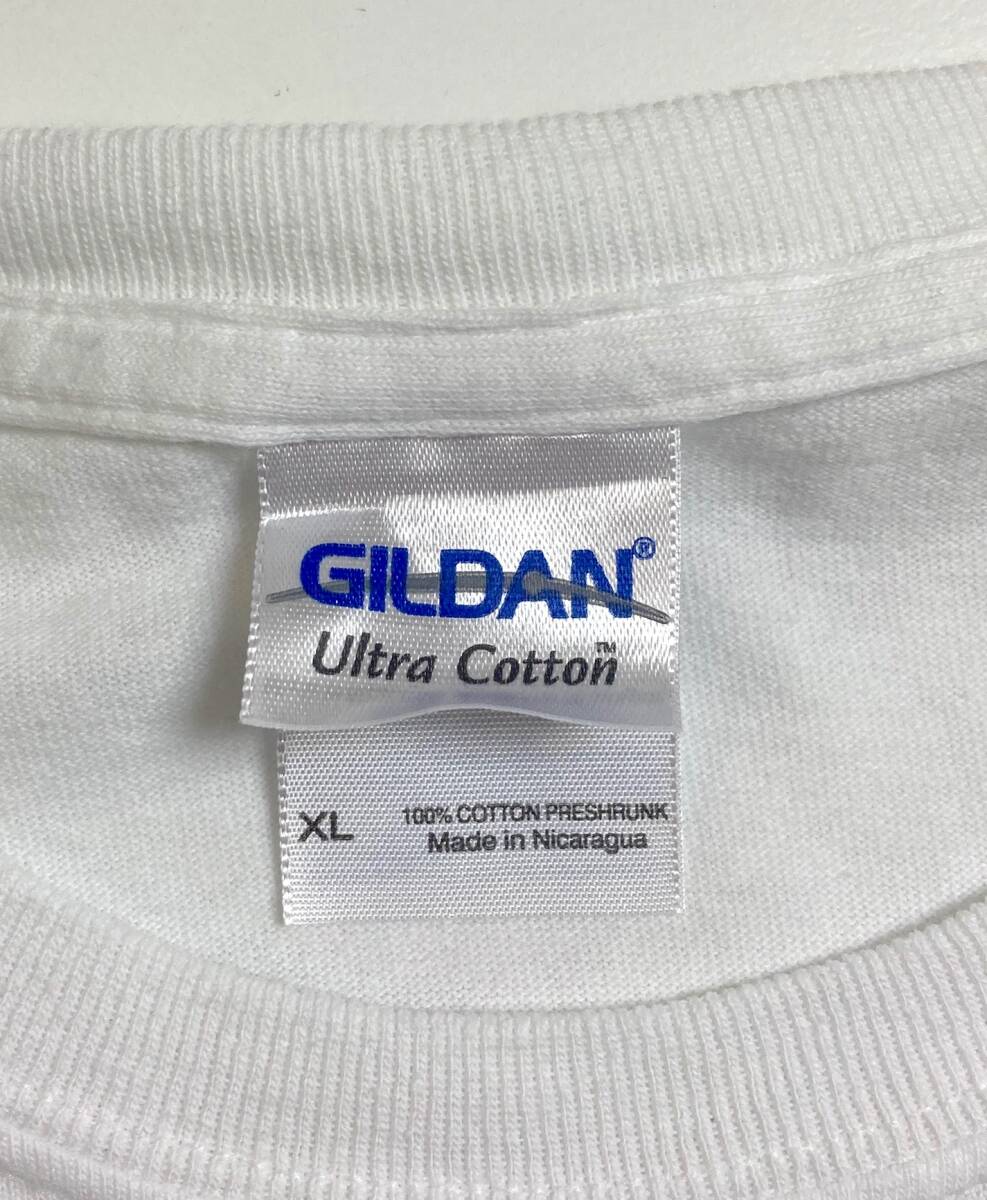 GILDAN®
Ultra Cotton™
XL
100% COTTON PRESHRUNK
Made in Nicaragua